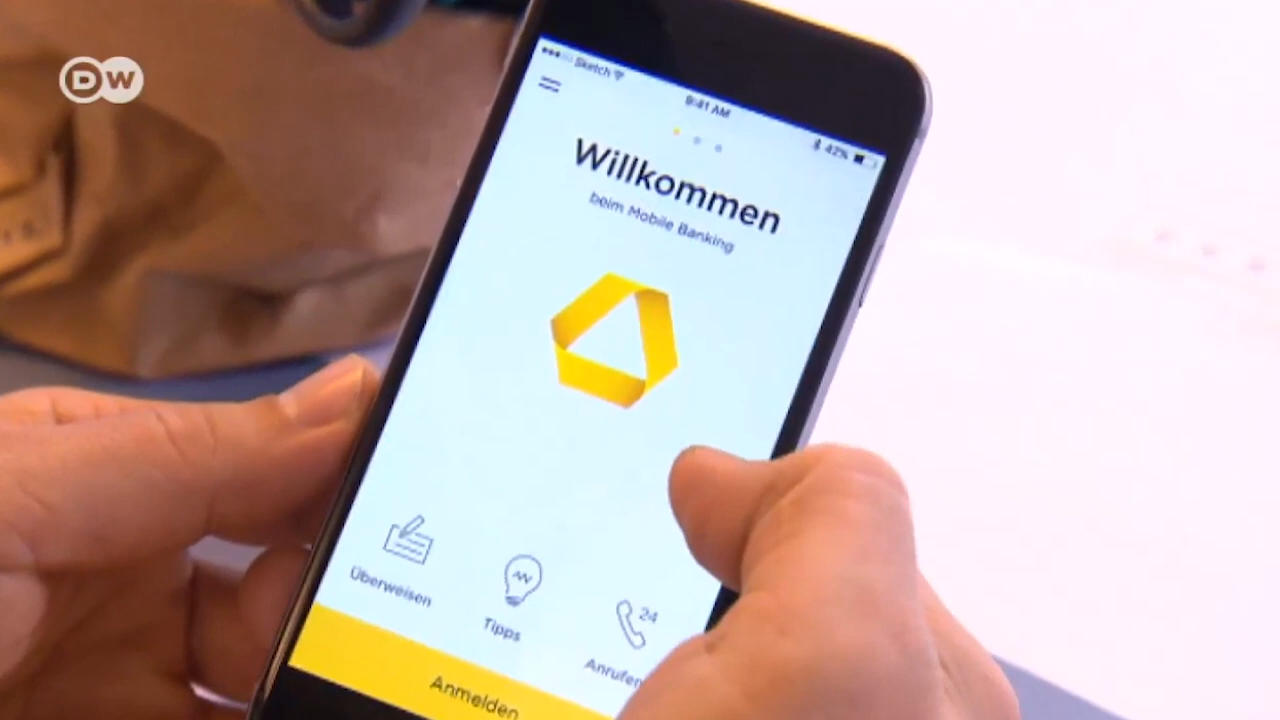 DW
Sketch
9:41 AM
42%
Willkommen
beim Mobile Banking
24
Überweisen
Tipps
Anrufen
Anmelden